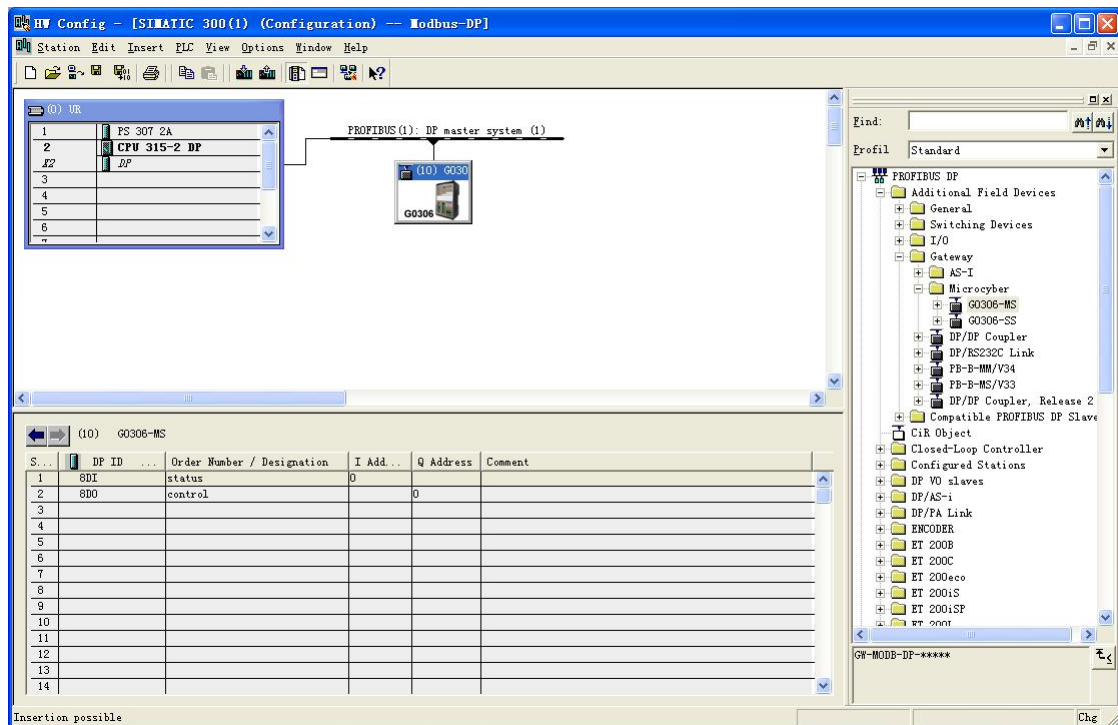 HW Config - [SIMATIC 300(1) (Configuration) -- Modbus-DP]
Station Edit Insert PLC View Options Window Help
(0) UR
1 PS 307 2A
2 CPU 315-2 DP
X2 DP
3
4
5
6
7
PROFIBUS(1): DP master system (1)
(10) G030
G0306
(10) G0306-MS
S... DP ID ... Order Number / Designation I Add... Q Address Comment
1 8DI status 0
2 8DO control 0
3
4
5
6
7
8
9
10
11
12
13
14
Find:
Profil Standard
PROFIBUS DP
Additional Field Devices
General
Switching Devices
I/O
Gateway
AS-I
Microcyber
G0306-MS
G0306-SS
DP/DP Coupler
DP/RS232C Link
PB-B-MM/V34
PB-B-MS/V33
DP/DP Coupler, Release 2
Compatible PROFIBUS DP Slave
CiR Object
Closed-Loop Controller
Configured Stations
DP V0 slaves
DP/AS-i
DP/PA Link
ENCODER
ET 200B
ET 200C
ET 200eco
ET 200iS
ET 200iSP
ET 200L
GW-MODB-DP-*****
Insertion possible
Chg